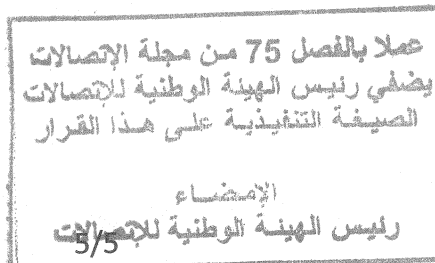 عملا بالفصل 75 من مجلة الإتصالات
يضفي رئيس الهيئة الوطنية للإتصالات
الصيغة التنفيذية على هذا القرار
الإمضاء
رئيس الهيئة الوطنية للإتصالات
5/5